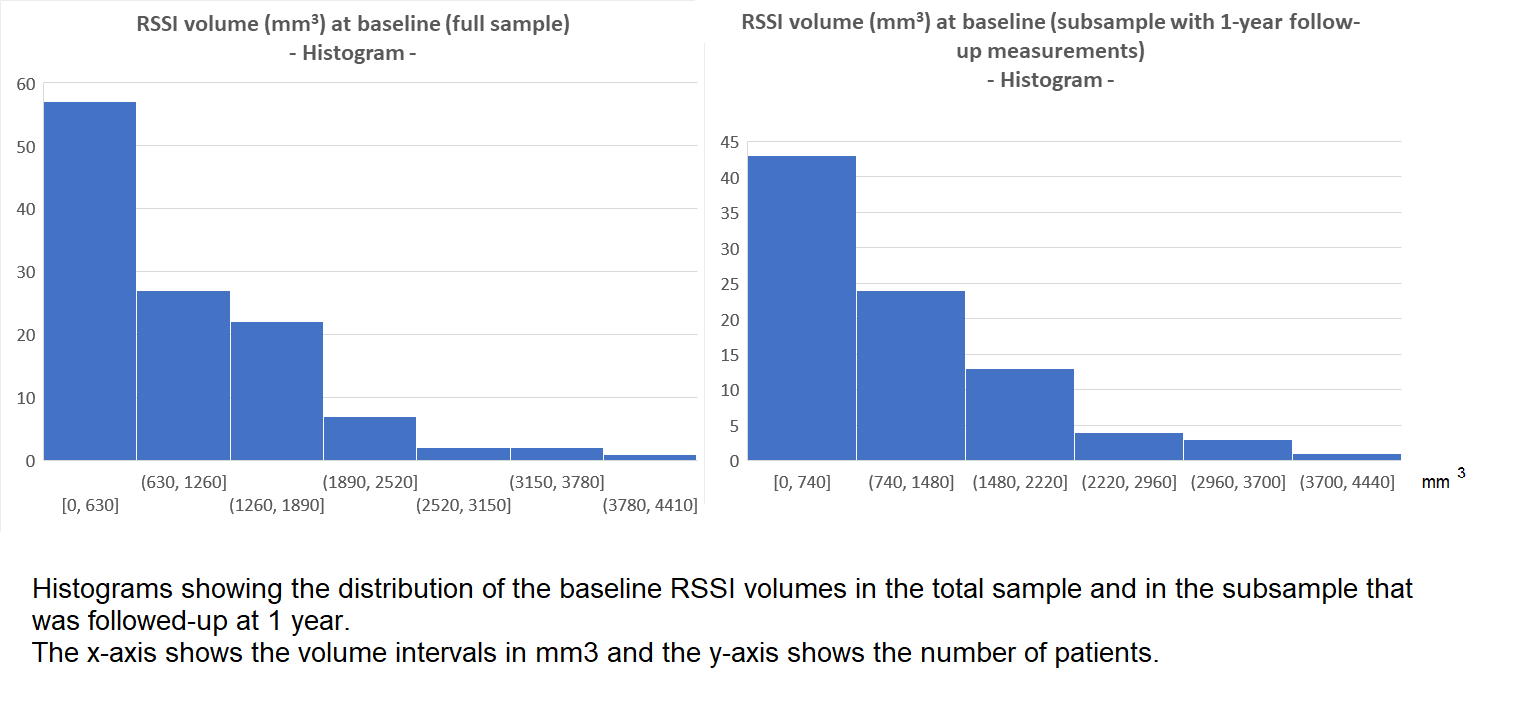 RSSI volume (mm³) at baseline (full sample)
- Histogram -
60
50
40
30
20
10
0
(630, 1260] (1890, 2520] (3150, 3780]
[0, 630] (1260, 1890] (2520, 3150] (3780, 4410]
RSSI volume (mm³) at baseline (subsample with 1-year follow-
up measurements)
- Histogram -
45
40
35
30
25
20
15
10
5
0
[0, 740] (740, 1480] (1480, 2220] (2220, 2960] (2960, 3700] (3700, 4440] mm ³
Histograms showing the distribution of the baseline RSSI volumes in the total sample and in the subsample that
was followed-up at 1 year.
The x-axis shows the volume intervals in mm3 and the y-axis shows the number of patients.